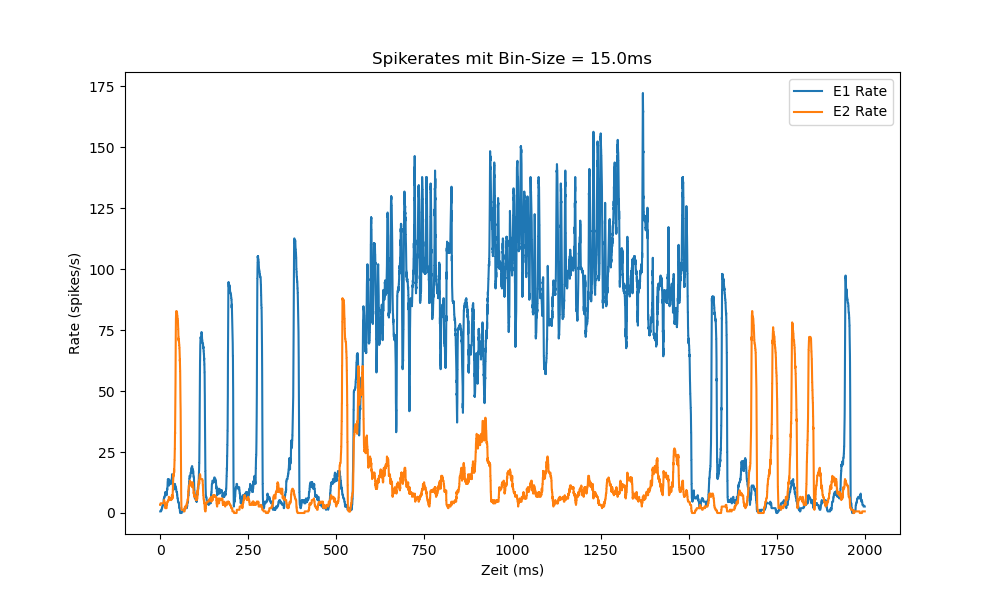 Spikerates mit Bin-Size = 15.0ms
E1 Rate
E2 Rate
175
150
125
100
75
50
25
0
Rate (spikes/s)
0 250 500 750 1000 1250 1500 1750 2000
Zeit (ms)